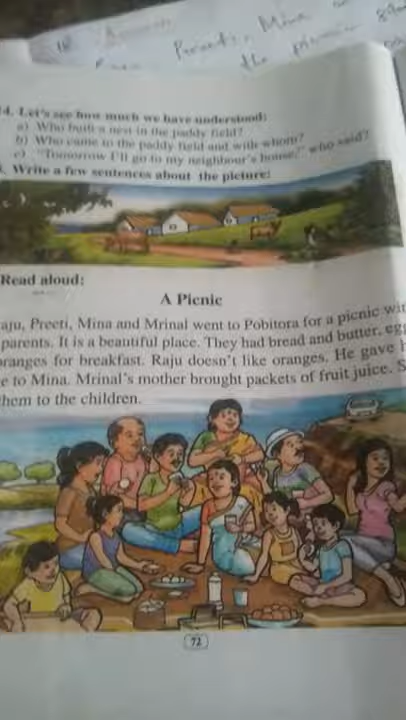 4. Let's see how much we have understood:
a) Who built a nest in the paddy field?
b) Who came to the paddy field and with whom?
c) "Tomorrow I'll go to my neighbour's house," who said?
. Write a few sentences about the picture:
Read aloud:
A Picnic
aju, Preeti, Mina and Mrinal went to Pobitora for a picnic wit
parents. It is a beautiful place. They had bread and butter, egg
oranges for breakfast. Raju doesn't like oranges. He gave h
e to Mina. Mrinal's mother brought packets of fruit juice. S
hem to the children.
72